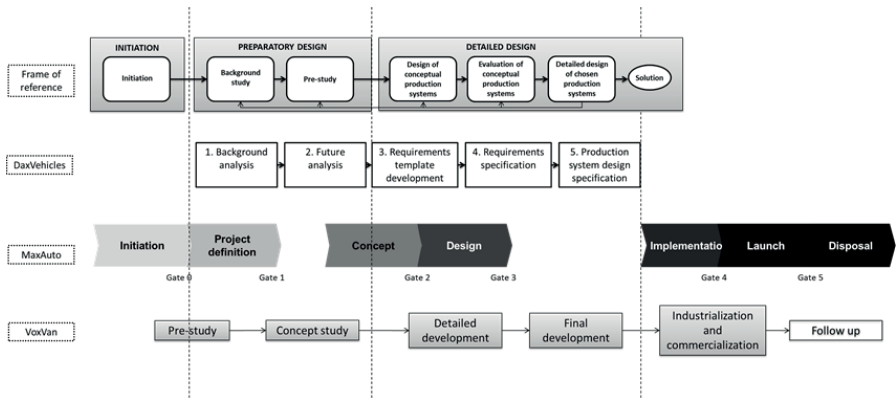 INITIATION
PREPARATORY DESIGN
DETAILED DESIGN
Frame of
reference
Initiation
Background
study
Pre-study
Design of
conceptual
production
systems
Evaluation of
conceptual
production
systems
Detailed design
of chosen
production
systems
Solution
DaxVehicles
1. Background
analysis
2. Future
analysis
3. Requirements
template
development
4. Requirements
specification
5. Production
system design
specification
MaxAuto
Initiation
Project
definition
Concept
Design
Implementatio
Launch
Disposal
Gate 0
Gate 1
Gate 2
Gate 3
Gate 4
Gate 5
VoxVan
Pre-study
Concept study
Detailed
development
Final
development
Industrialization
and
commercialization
Follow up